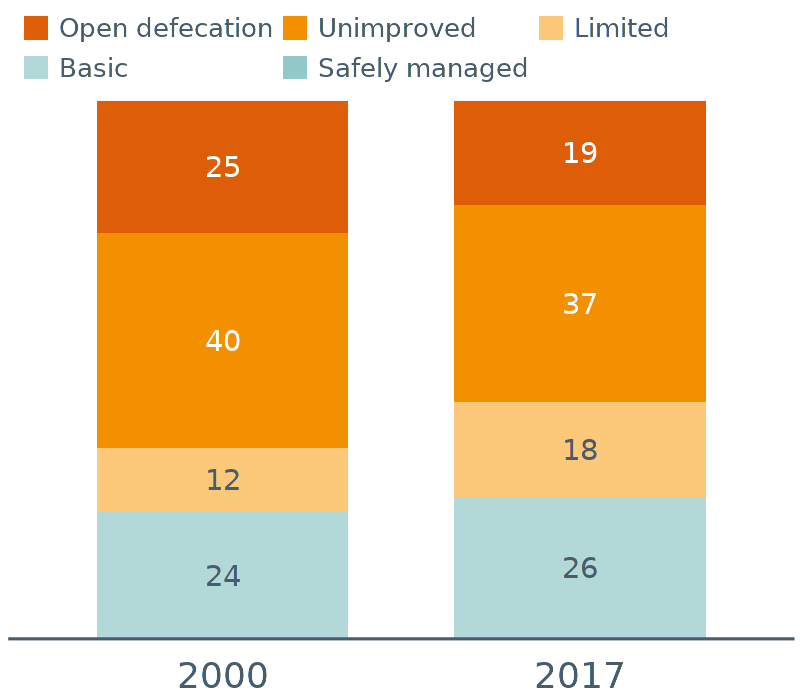 Open defecation Unimproved Limited
Basic Safely managed
25 19
40 37
12 18
24 26
2000 2017